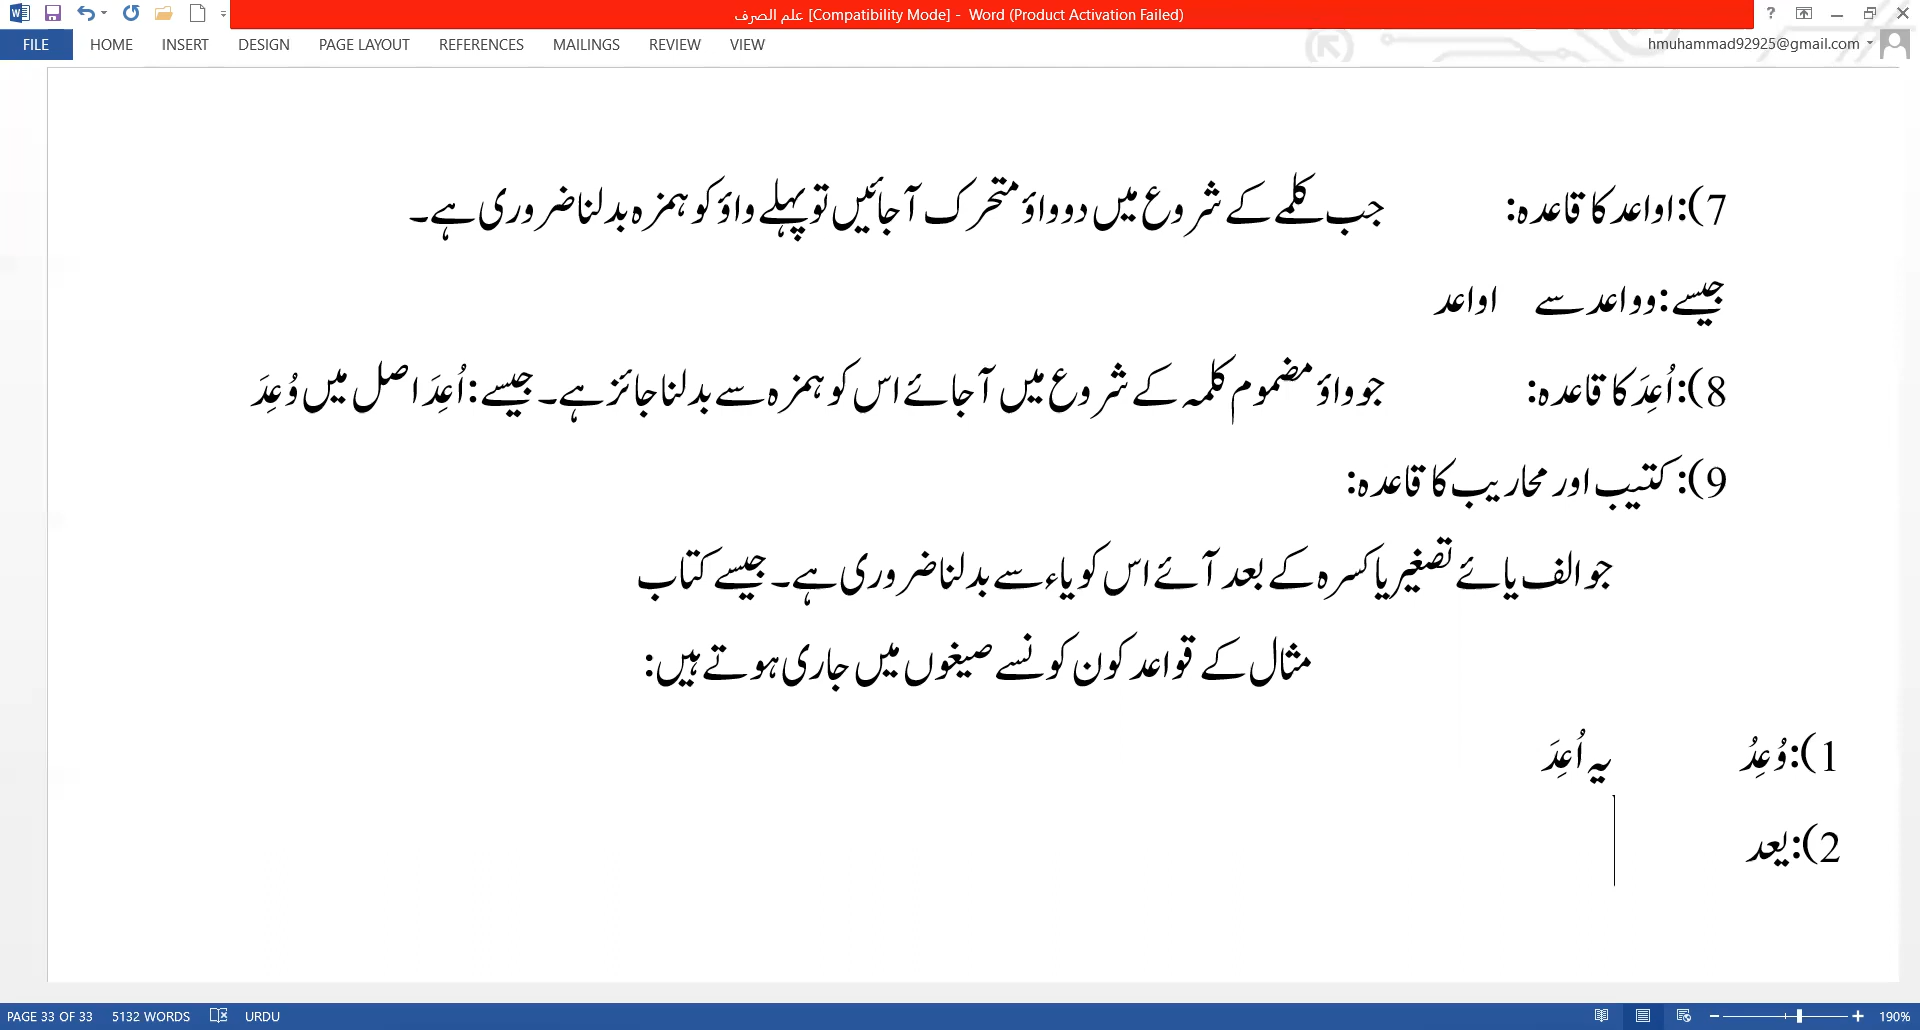 علم الصرف [Compatibility Mode] - Word (Product Activation Failed)
?
FILE HOME INSERT DESIGN PAGE LAYOUT REFERENCES MAILINGS REVIEW VIEW
hmuhammad92925@gmail.com
7):اواعد کا قاعدہ: جب کلمے کے شروع میں دو واؤ متحرک آجائیں تو پہلے واؤ کو ہمزہ بدلنا ضروری ہے۔
جیسے:وواعد سے اواعد
8):اُعِدَ کا قاعدہ: جو واؤ مضموم کلمہ کے شروع میں آجائے اس کو ہمزہ سے بدلنا جائز ہے۔ جیسے:اُعِدَ اصل میں وُعِدَ
9): کتیب اور محاریب کا قاعدہ:
جو الف یائے تصغیر یا کسرہ کے بعد آئے اس کو یاء سے بدلنا ضروری ہے۔ جیسے کتاب
مثال کے قواعد کون کونسے صیغوں میں جاری ہوتے ہیں:
1):وُعِدُ یہ اُعِدَ
2):یعد
PAGE 33 OF 33 5132 WORDS URDU 190%